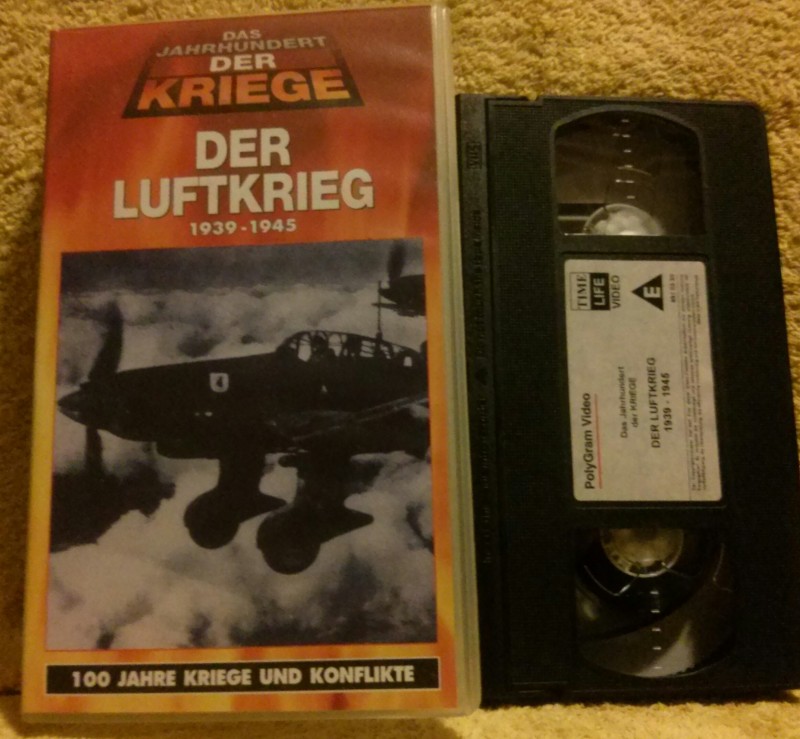 DAS
JAHRHUNDERT
DER
KRIEGE
DER
LUFTKRIEG
1939-1945
4
100 JAHRE KRIEGE UND KONFLIKTE
VHS
TIME
LIFE
VIDEO
E
PolyGram Video
Das Jahrhundert
der KRIEGE
DER LUFTKRIEG
1939 - 1945